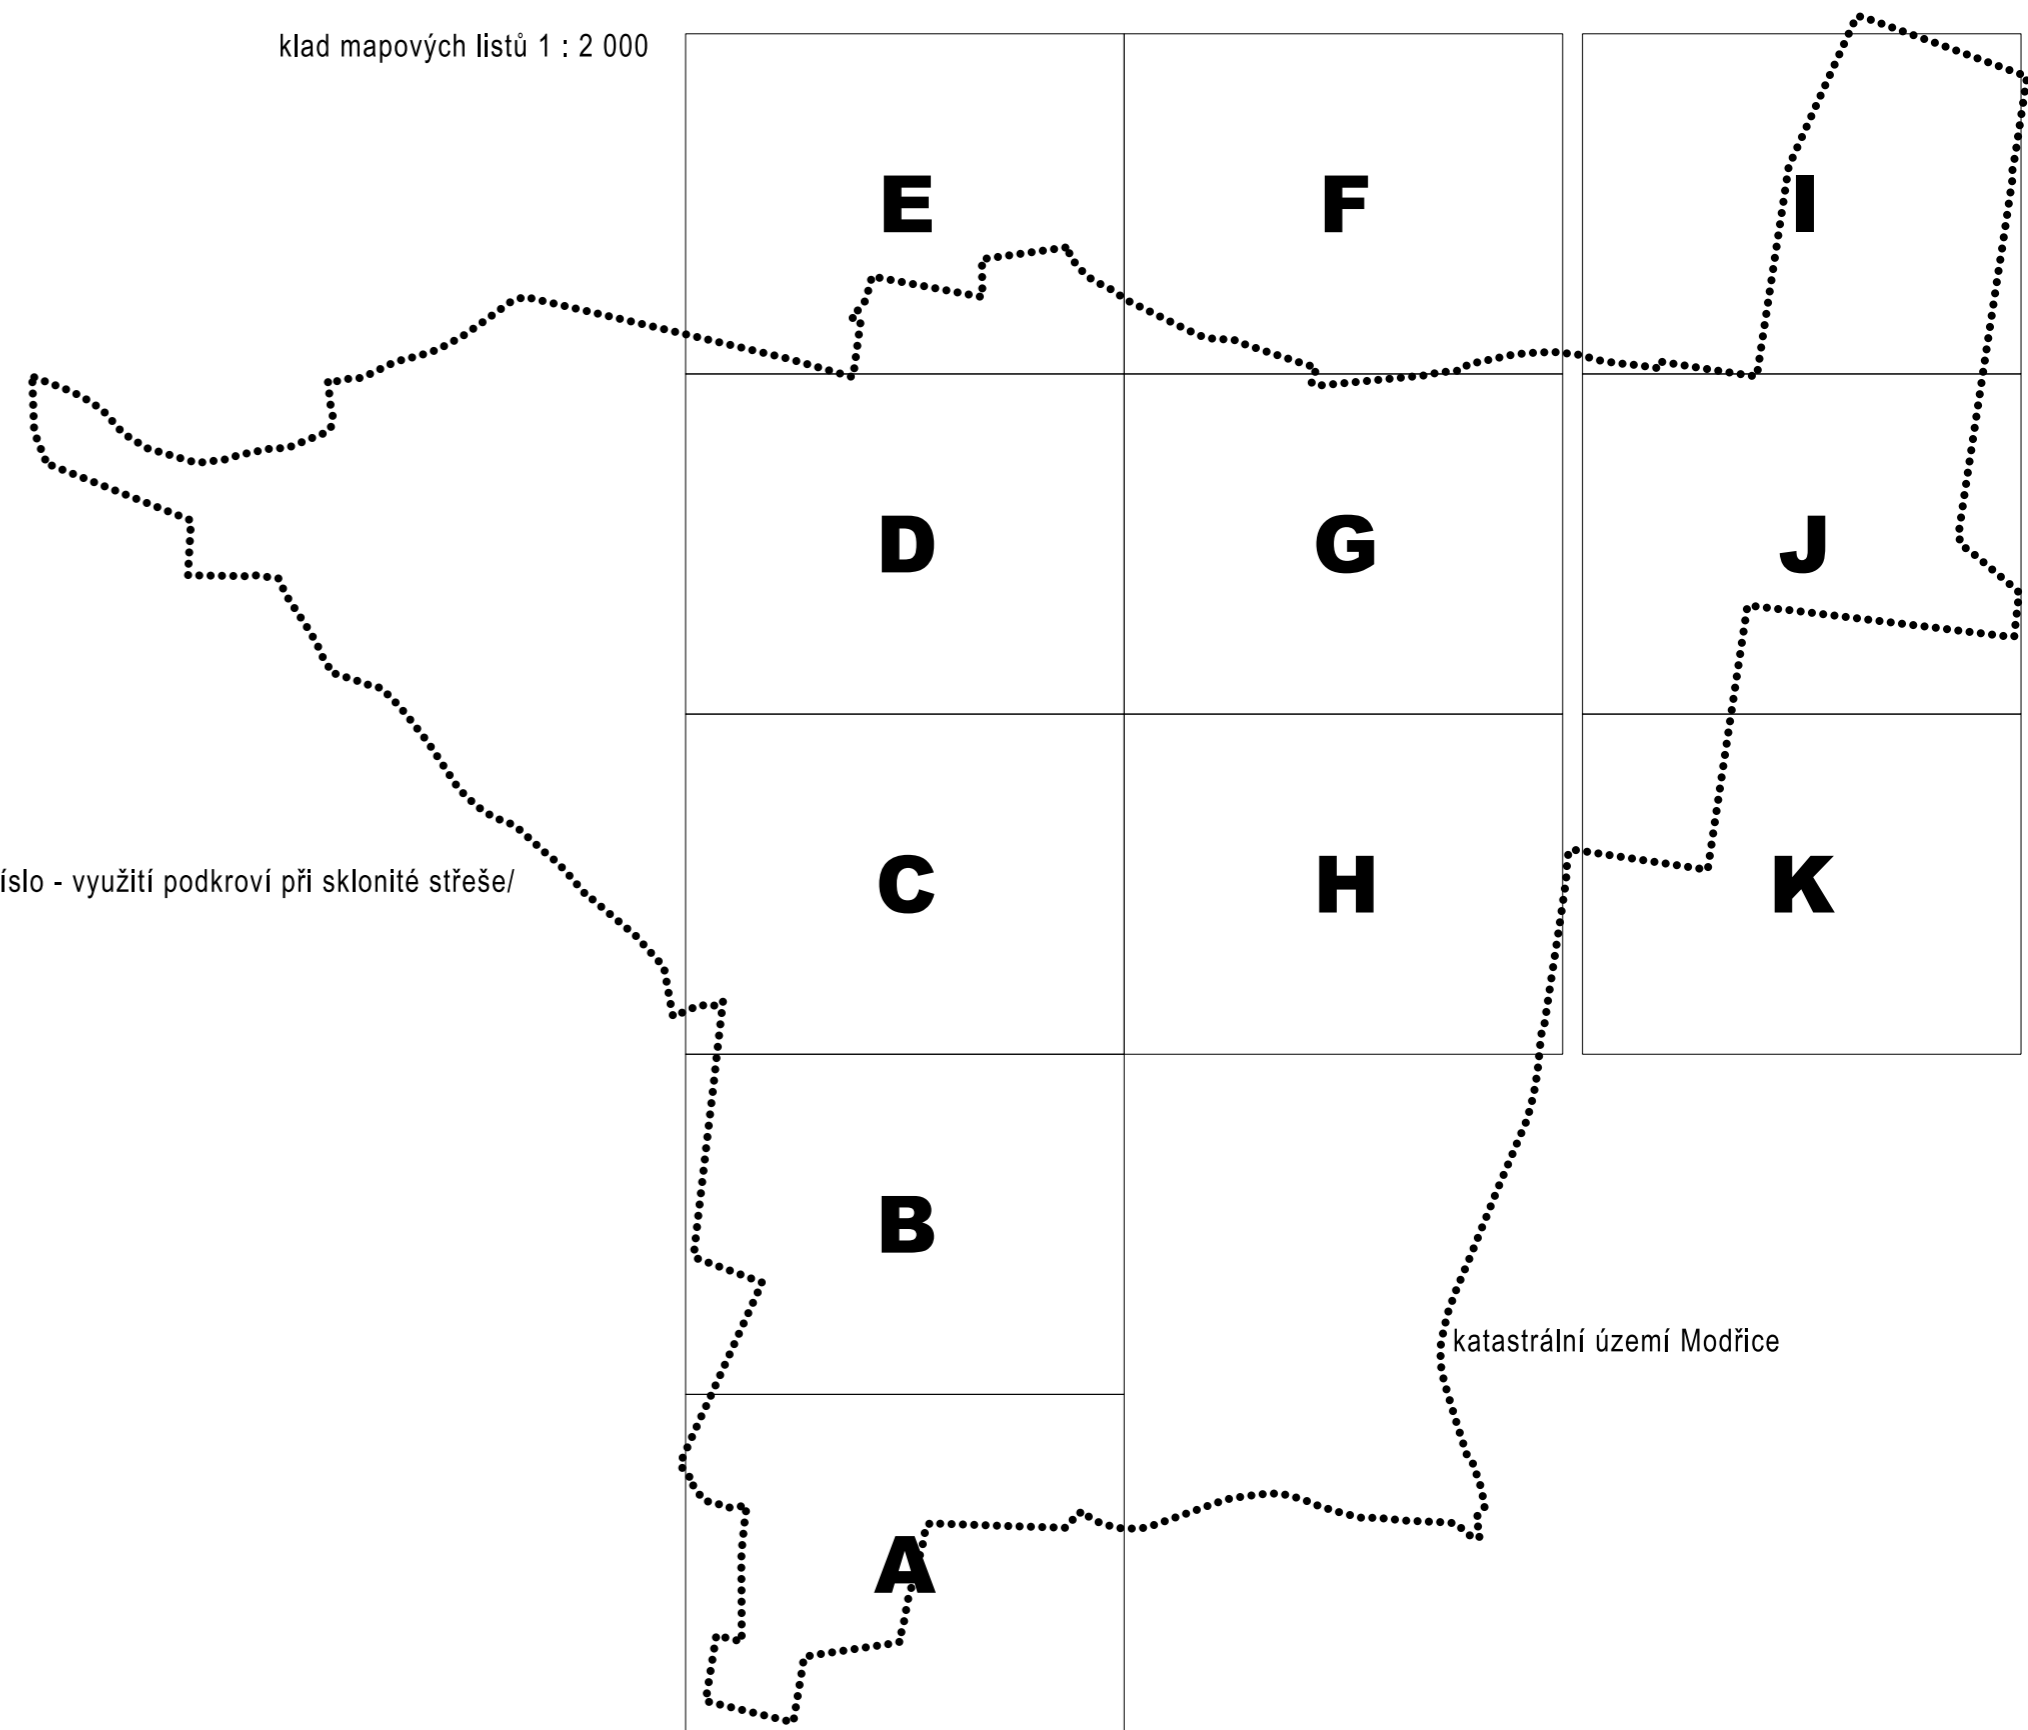 klad mapových listů 1 : 2 000
E F I
D G J
C H K
íslo - využití podkroví při sklonité střeše/
B
katastrální území Modřice
A